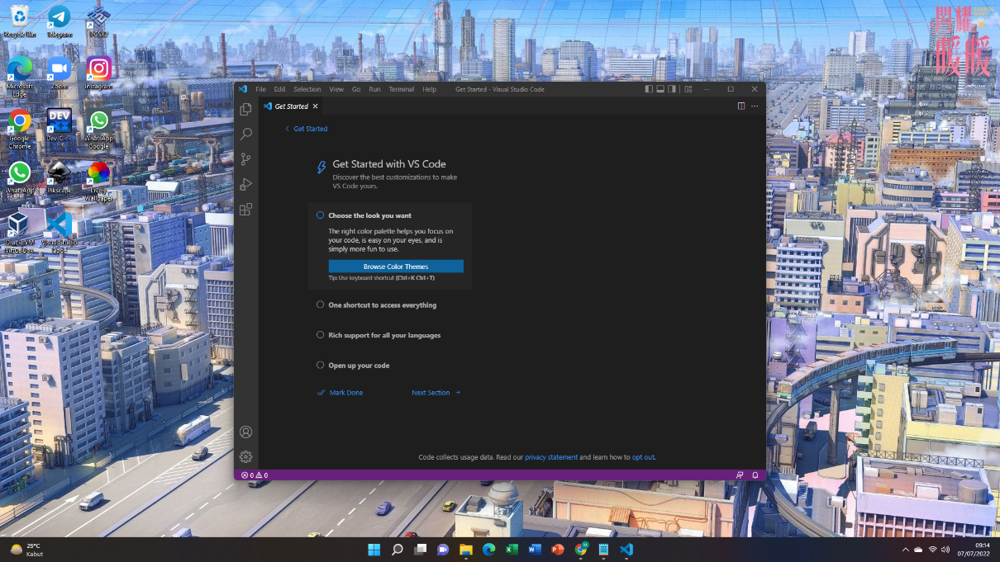 Recycle Bin
Telegram
PCSX2
Microsoft
Edge
Zoom
Instagram
Google
Chrome
DEV
Dev-C++
WhatsApp
Google
WhatsApp
Inkscape
Lively
Wallpaper
Oracle VM
VirtualBox
Visual Studio
Code
閃耀
暖暖
File Edit Selection View Go Run Terminal Help
Get Started - Visual Studio Code
Get Started
Get Started
Get Started with VS Code
Discover the best customizations to make
VS Code yours.
Choose the look you want
The right color palette helps you focus on
your code, is easy on your eyes, and is
simply more fun to use.
Browse Color Themes
Tip: Use keyboard shortcut (Ctrl+K Ctrl+T)
One shortcut to access everything
Rich support for all your languages
Open up your code
Mark Done
Next Section
Code collects usage data. Read our privacy statement and learn how to opt out.
0 0
29°C
Kabut
09:14
07/07/2022